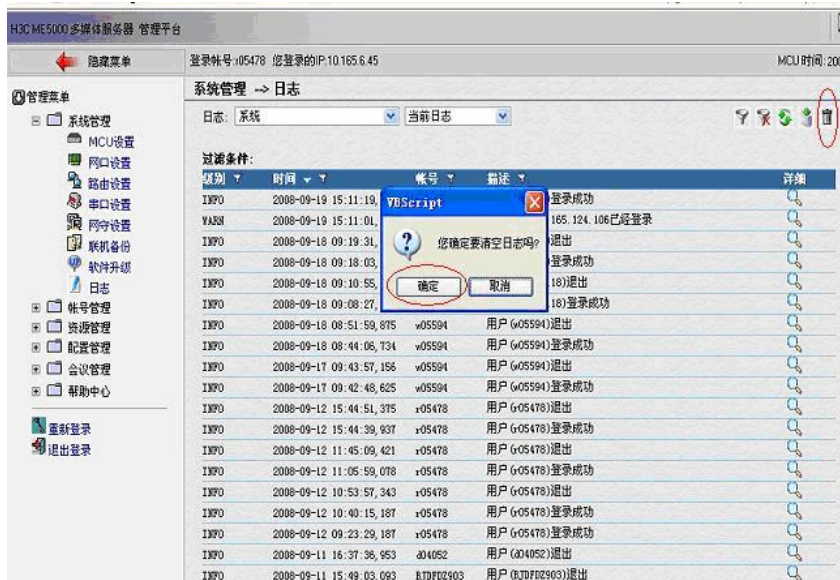 H3C ME5000 多媒体服务器 管理平台
隐藏菜单
登录帐号:r05478 您登录的IP:10.165.6.45
MCU时间:200
管理菜单
系统管理
MCU设置
网口设置
路由设置
串口设置
网守设置
联机备份
软件升级
日志
帐号管理
资源管理
配置管理
会议管理
帮助中心
重新登录
退出登录
系统管理 --> 日志
日志: 系统 当前日志
过滤条件:
级别 时间 帐号 描述 详细
INFO 2008-09-19 15:11:19, 登录成功
WARN 2008-09-19 15:11:01, 165.124.106已经登录
INFO 2008-09-18 09:19:31, 退出
INFO 2008-09-18 09:18:03, 登录成功
INFO 2008-09-18 09:10:55, 18)退出
INFO 2008-09-18 09:08:27, 18)登录成功
INFO 2008-09-18 08:51:59,875 w05594 用户(w05594)退出
INFO 2008-09-18 08:44:06,734 w05594 用户(w05594)登录成功
INFO 2008-09-17 09:43:57,156 w05594 用户(w05594)退出
INFO 2008-09-17 09:42:48,625 w05594 用户(w05594)登录成功
INFO 2008-09-12 15:44:51,375 r05478 用户(r05478)退出
INFO 2008-09-12 15:44:39,937 r05478 用户(r05478)登录成功
INFO 2008-09-12 11:45:09,421 r05478 用户(r05478)退出
INFO 2008-09-12 11:05:59,078 r05478 用户(r05478)登录成功
INFO 2008-09-12 10:53:57,343 r05478 用户(r05478)退出
INFO 2008-09-12 10:40:15,187 r05478 用户(r05478)登录成功
INFO 2008-09-12 09:23:29,187 r05478 用户(r05478)登录成功
INFO 2008-09-11 16:37:36,953 d04052 用户(d04052)退出
INFO 2008-09-11 15:49:03,093 BJDFDZ903 用户(BJDFDZ903)退出
VBScript
您确定要清空日志吗?
确定 取消